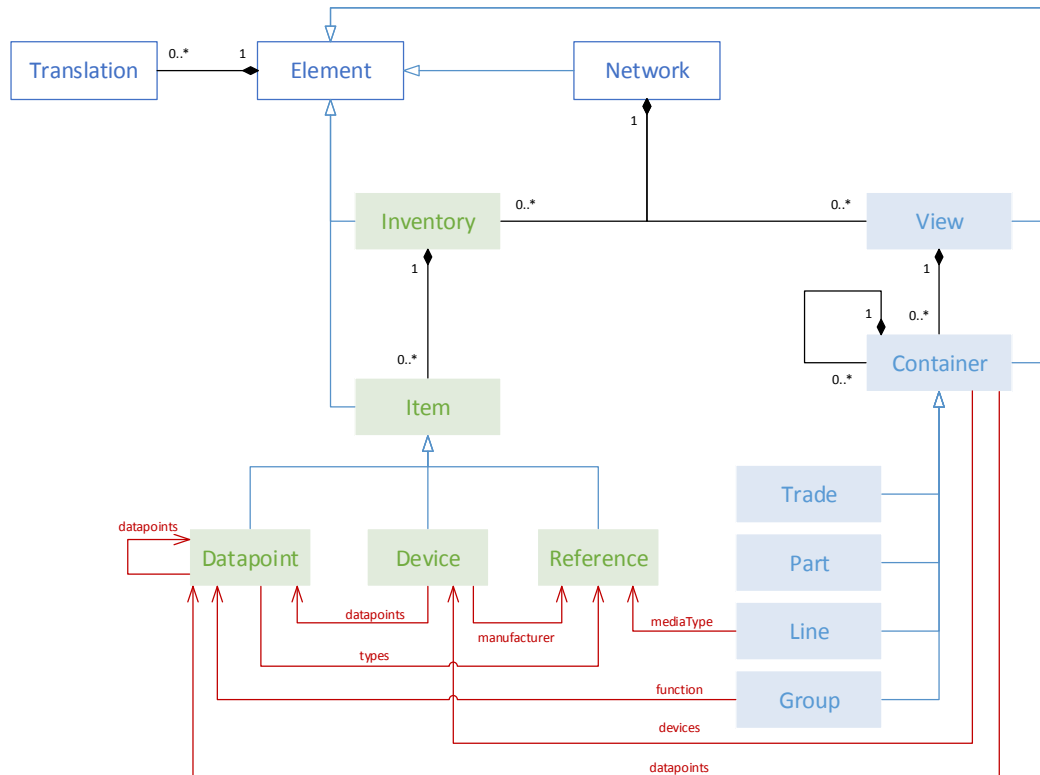 0..*
1
Translation
Element
Network
1
0..*
0..*
Inventory
View
1
1
0..*
1
0..*
Container
0..*
Item
Trade
datapoints
Datapoint
Device
Reference
Part
datapoints
mediaType
manufacturer
Line
types
function
Group
devices
datapoints